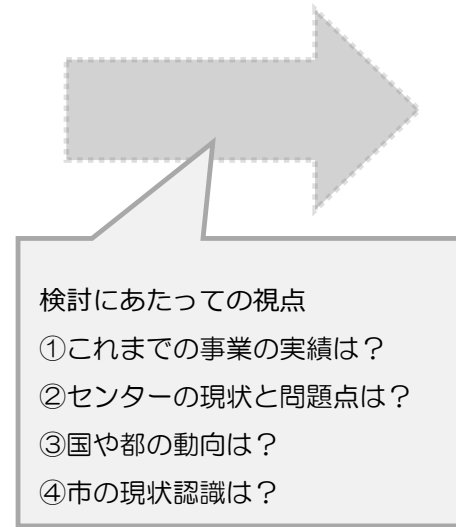 検討にあたっての視点
①これまでの事業の実績は？
②センターの現状と問題点は？
③国や都の動向は？
④市の現状認識は？